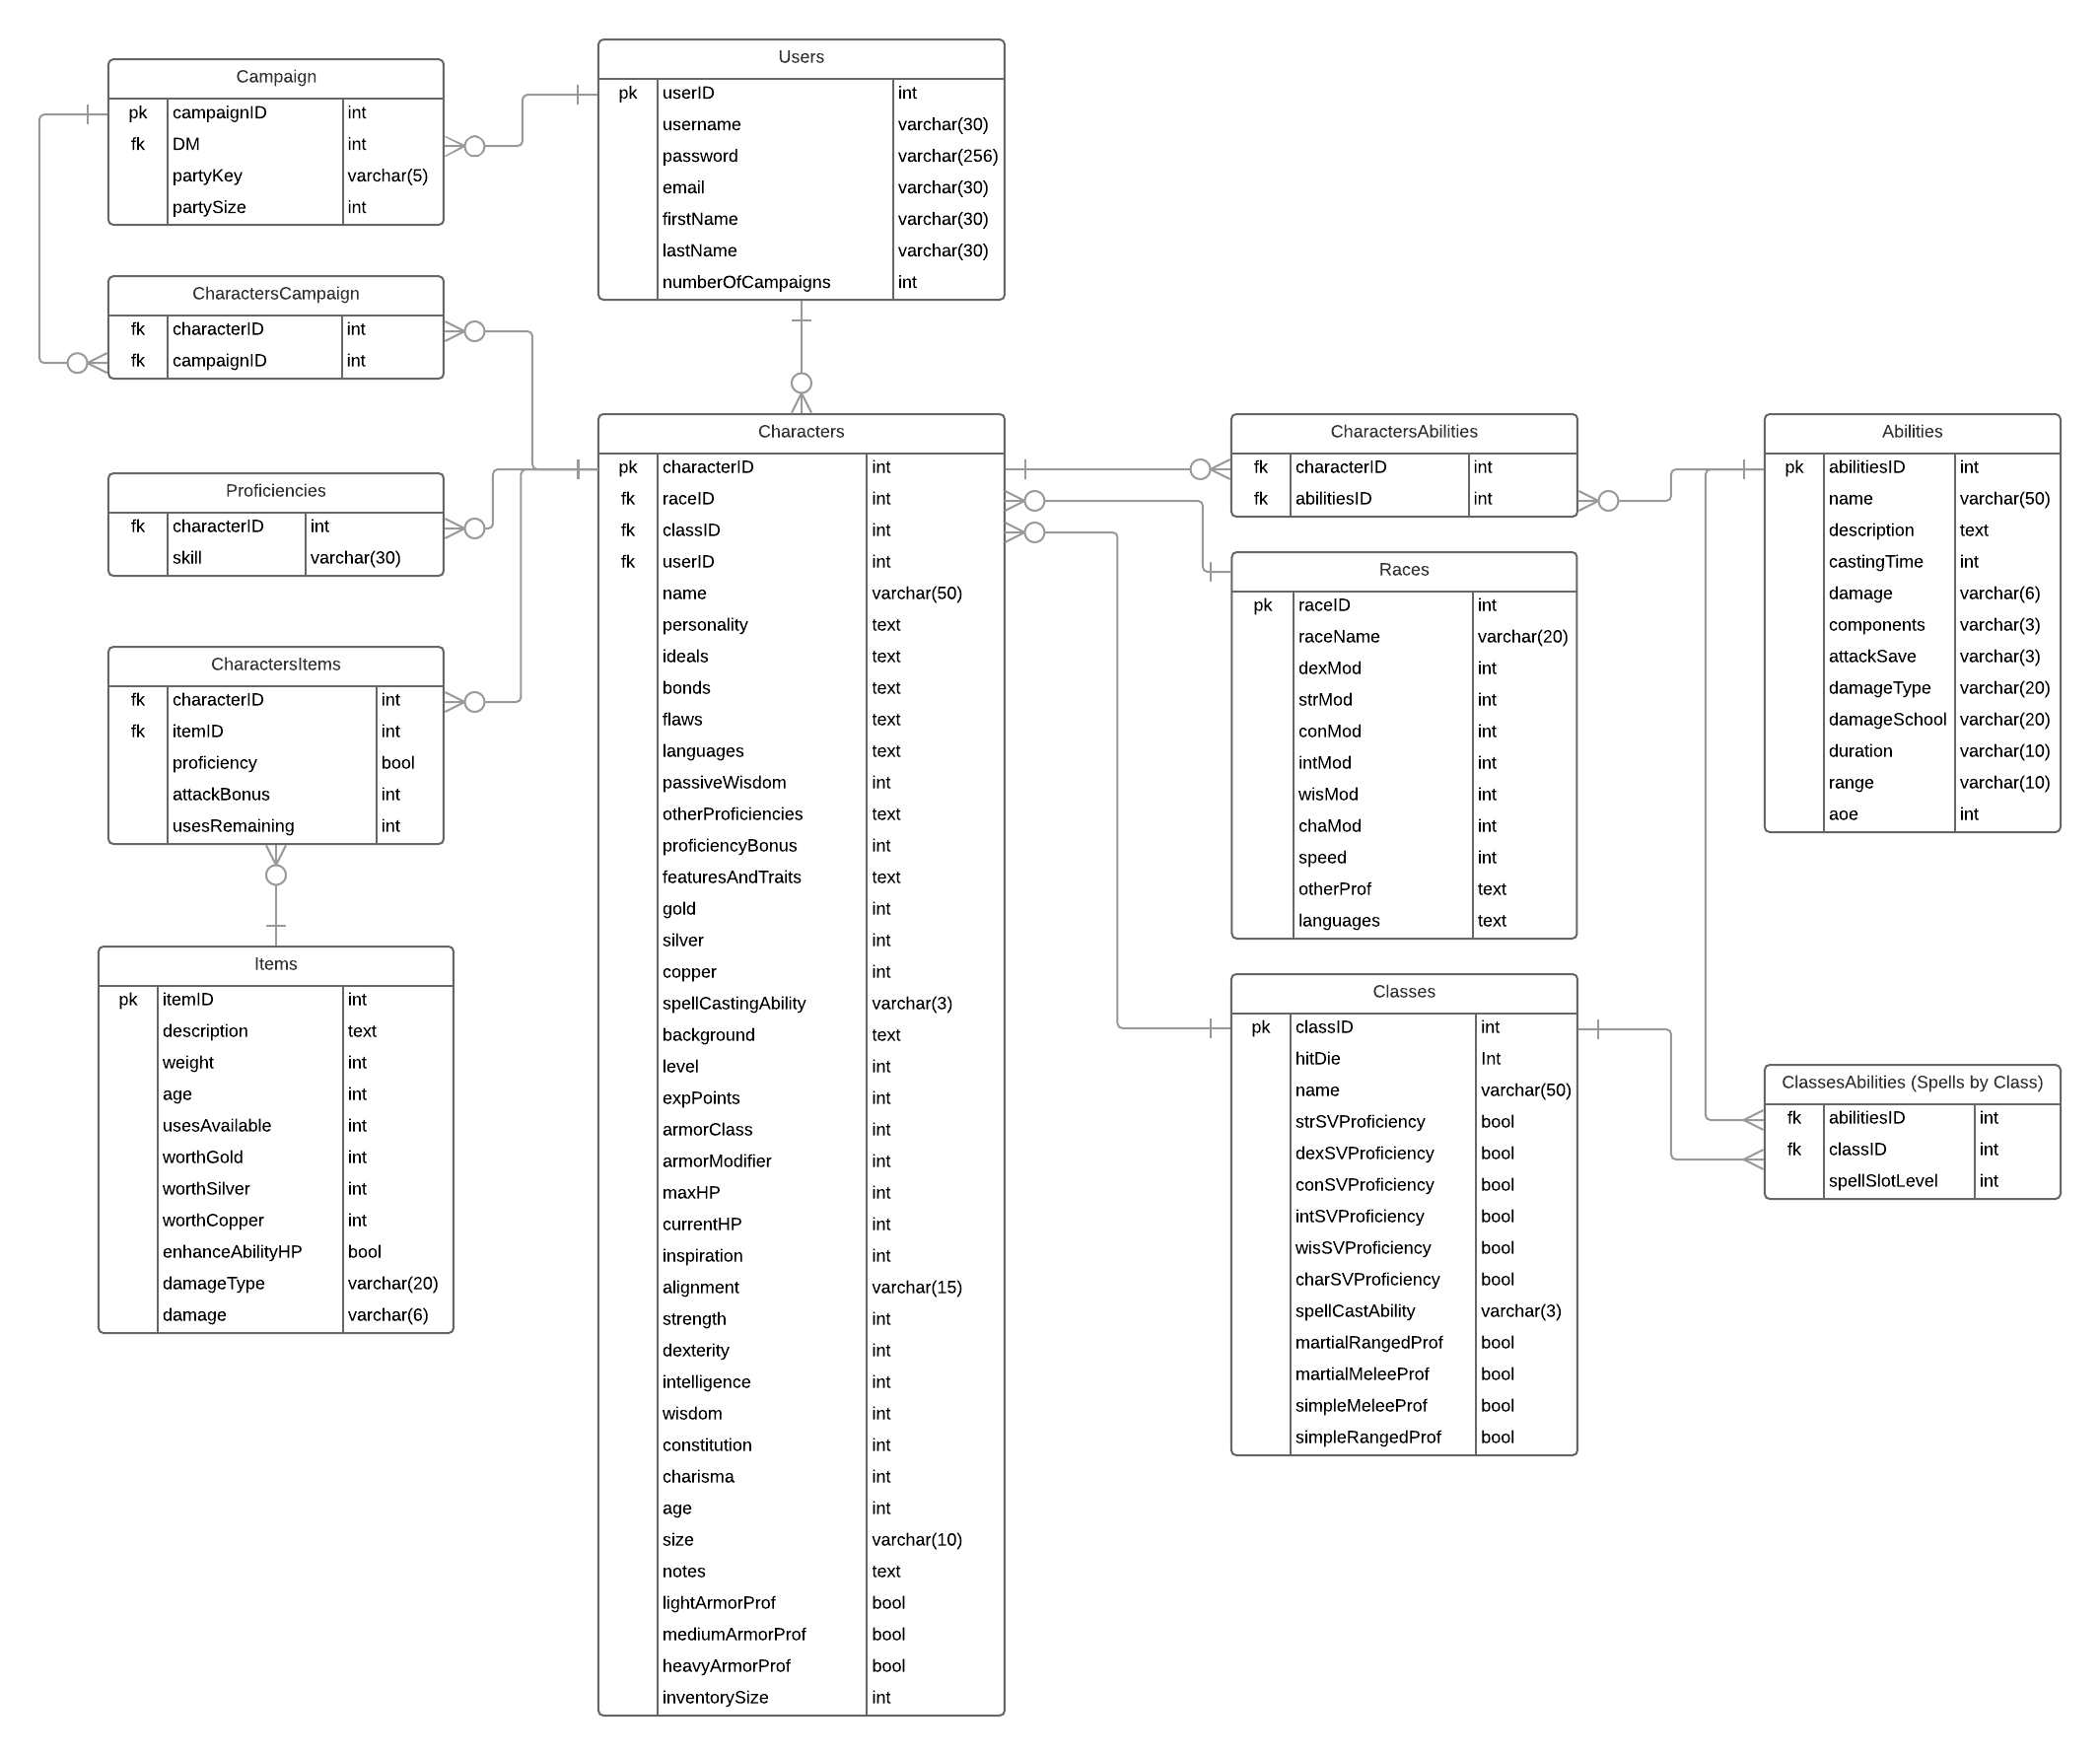 Campaign
pk campaignID int
fk DM int
partyKey varchar(5)
partySize int
Users
pk userID int
username varchar(30)
password varchar(256)
email varchar(30)
firstName varchar(30)
lastName varchar(30)
numberOfCampaigns int
CharactersCampaign
fk characterID int
fk campaignID int
Proficiencies
fk characterID int
skill varchar(30)
CharactersItems
fk characterID int
fk itemID int
proficiency bool
attackBonus int
usesRemaining int
Items
pk itemID int
description text
weight int
age int
usesAvailable int
worthGold int
worthSilver int
worthCopper int
enhanceAbilityHP bool
damageType varchar(20)
damage varchar(6)
Characters
pk characterID int
fk raceID int
fk classID int
fk userID int
name varchar(50)
personality text
ideals text
bonds text
flaws text
languages text
passiveWisdom int
otherProficiencies text
proficiencyBonus int
featuresAndTraits text
gold int
silver int
copper int
spellCastingAbility varchar(3)
background text
level int
expPoints int
armorClass int
armorModifier int
maxHP int
currentHP int
inspiration int
alignment varchar(15)
strength int
dexterity int
intelligence int
wisdom int
constitution int
charisma int
age int
size varchar(10)
notes text
lightArmorProf bool
mediumArmorProf bool
heavyArmorProf bool
inventorySize int
CharactersAbilities
fk characterID int
fk abilitiesID int
Races
pk raceID int
raceName varchar(20)
dexMod int
strMod int
conMod int
intMod int
wisMod int
chaMod int
speed int
otherProf text
languages text
Classes
pk classID int
hitDie Int
name varchar(50)
strSVProficiency bool
dexSVProficiency bool
conSVProficiency bool
intSVProficiency bool
wisSVProficiency bool
charSVProficiency bool
spellCastAbility varchar(3)
martialRangedProf bool
martialMeleeProf bool
simpleMeleeProf bool
simpleRangedProf bool
Abilities
pk abilitiesID int
name varchar(50)
description text
castingTime int
damage varchar(6)
components varchar(3)
attackSave varchar(3)
damageType varchar(20)
damageSchool varchar(20)
duration varchar(10)
range varchar(10)
aoe int
ClassesAbilities (Spells by Class)
fk abilitiesID int
fk classID int
spellSlotLevel int